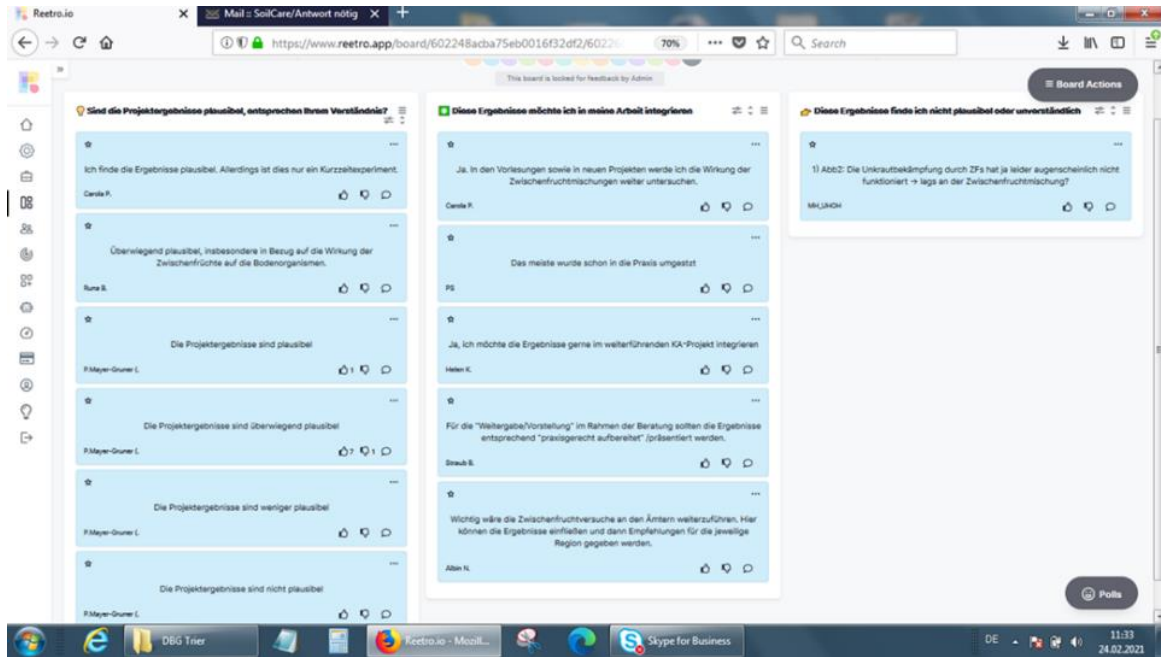 Reetro.io
Mail :: SoilCare/Antwort nötig
https://www.reetro.app/board/602248acba75eb0016f32df2/6022
70%
Search
This board is locked for feedback by Admin
Board Actions
Sind die Projektergebnisse plausibel, entsprechen Ihrem Verständnis?
Ich finde die Ergebnisse plausibel. Allerdings ist dies nur ein Kurzzeitexperiment.
Carola P.
Überwiegend plausibel, insbesondere in Bezug auf die Wirkung der
Zwischenfrüchte auf die Bodenorganismen.
Rune B.
Die Projektergebnisse sind plausibel
P.Mayer-Gruner (.
1
Die Projektergebnisse sind überwiegend plausibel
P.Mayer-Gruner (.
7 1
Die Projektergebnisse sind weniger plausibel
P.Mayer-Gruner (.
Die Projektergebnisse sind nicht plausibel
P.Mayer-Gruner (.
Diese Ergebnisse möchte ich in meine Arbeit integrieren
Ja. In den Vorlesungen sowie in neuen Projekten werde ich die Wirkung der
Zwischenfruchtmischungen weiter untersuchen.
Carola P.
Das meiste wurde schon in die Praxis umgestzt
PS
Ja, ich möchte die Ergebnisse gerne im weiterführenden KA-Projekt integrieren
Helen K.
Für die "Weitergabe/Vorstellung" im Rahmen der Beratung sollten die Ergebnisse
entsprechend "praxisgerecht aufbereitet" /präsentiert werden.
Straub B.
Wichtig wäre die Zwischenfruchtversuche an den Ämtern weiterzuführen. Hier
können die Ergebnisse einfließen und dann Empfehlungen für die jeweilige
Region gegeben werden.
Albin N.
Diese Ergebnisse finde ich nicht plausibel oder unverständlich
1) Abb2: Die Unkrautbekämpfung durch ZFs hat ja leider augenscheinlich nicht
funktioniert → lags an der Zwischenfruchtmischung?
MH_UHOH
Polls
DBG Trier
Reetro.io - Mozill...
Skype for Business
DE
11:33
24.02.2021